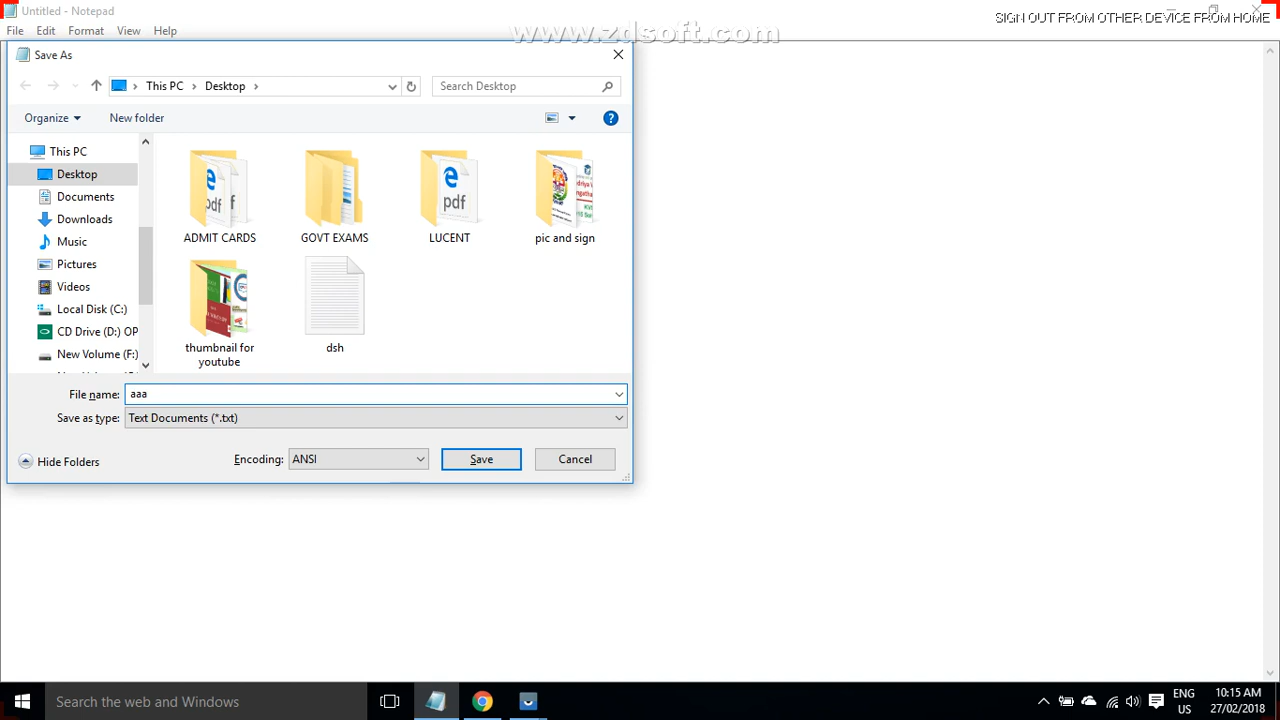 Untitled - Notepad
SIGN OUT FROM OTHER DEVICE FROM HOME
File Edit Format View Help
www.zdsoft.com
Save As
This PC Desktop
Search Desktop
Organize New folder
This PC
Desktop
Documents
Downloads
Music
Pictures
Videos
Local Disk (C:)
CD Drive (D:) OP
New Volume (F:)
pdf
ADMIT CARDS
GOVT EXAMS
pdf
LUCENT
pic and sign
thumbnail for
youtube
dsh
File name: aaa
Save as type: Text Documents (*.txt)
Hide Folders
Encoding: ANSI
Save
Cancel
Search the web and Windows
ENG
US
10:15 AM
27/02/2018